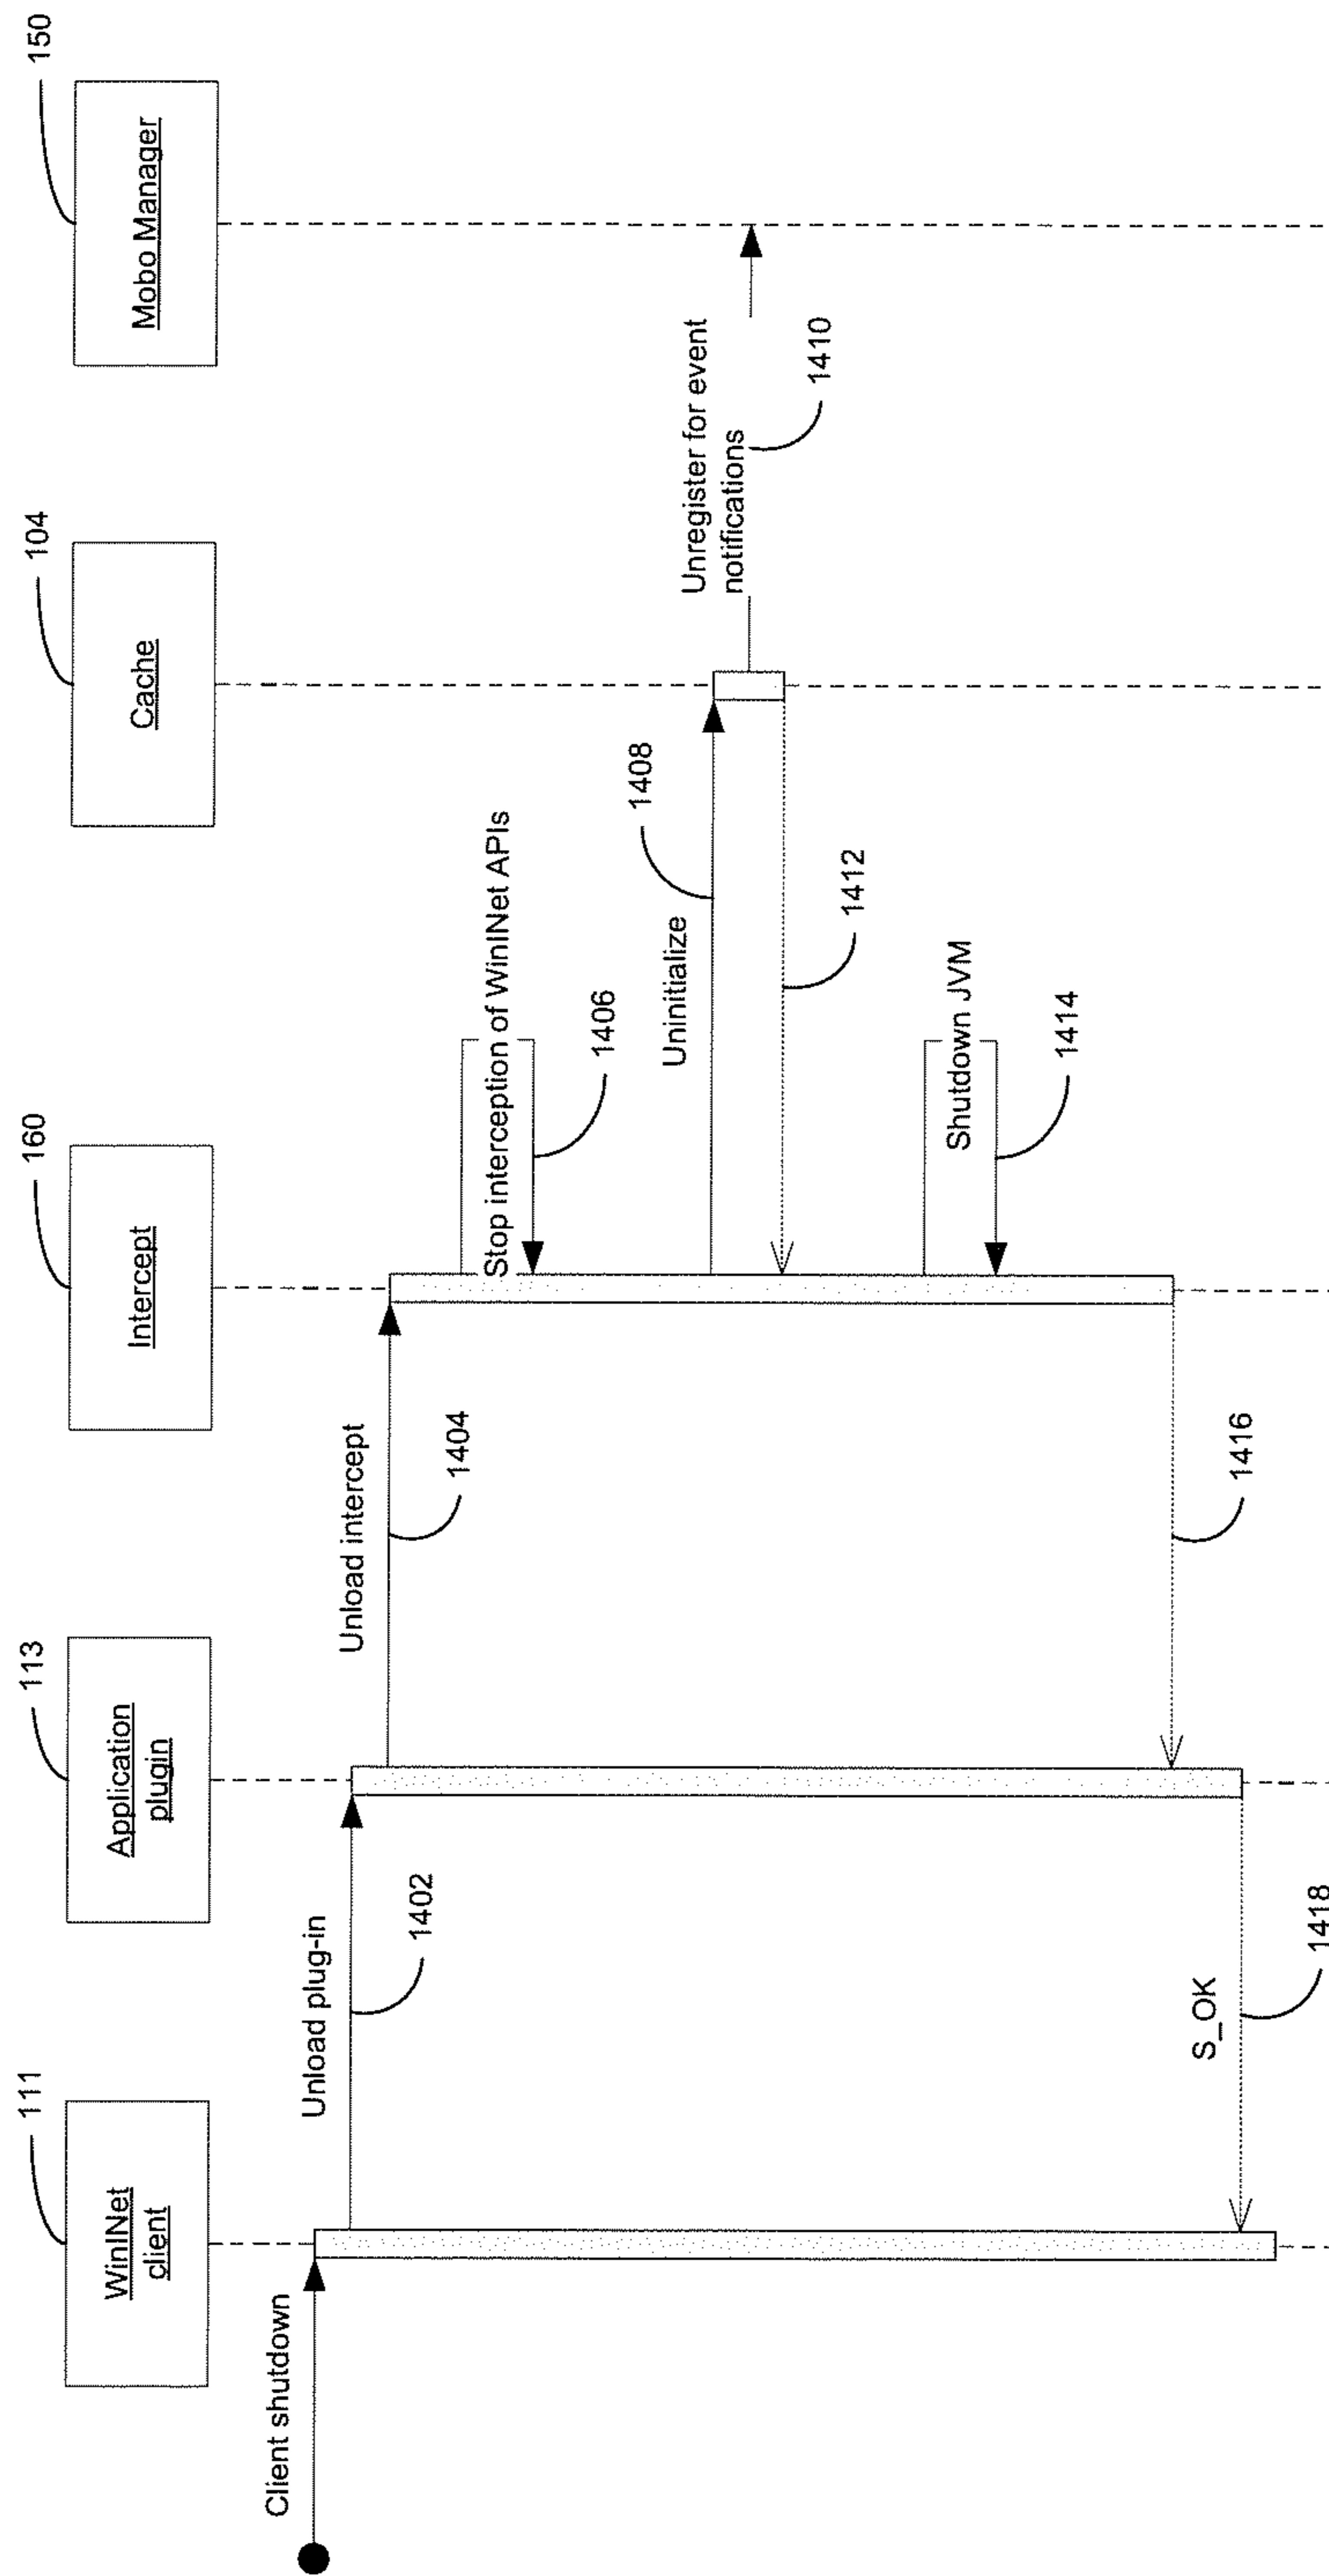 111
113
160
104
150
WinINet
client
Application
plugin
Intercept
Cache
Mobo Manager
Client shutdown
Unload plug-in
1402
Unload intercept
1404
Stop interception of WinINet APIs
1406
Uninitialize
1408
Unregister for event
notifications
1410
1412
Shutdown JVM
1414
1416
S_OK
1418